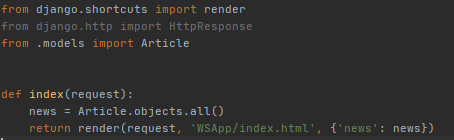 from django.shortcuts import render
from django.http import HttpResponse
from .models import Article
def index(request):
    news = Article.objects.all()
    return render(request, 'WSApp/index.html', {'news': news})